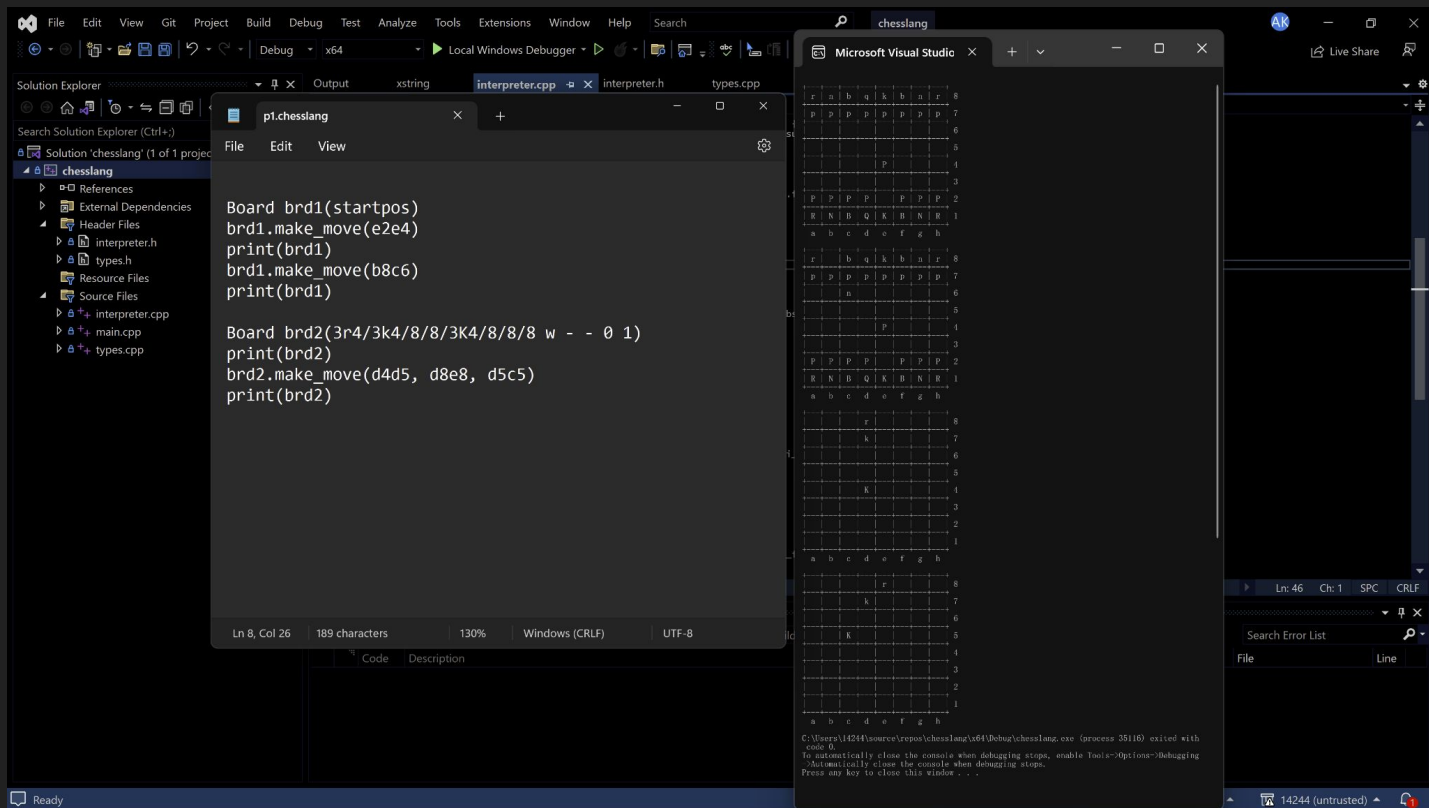 File Edit View Git Project Build Debug Test Analyze Tools Extensions Window Help Search chesslang AK
Debug x64 Local Windows Debugger Live Share
Solution Explorer
Output xstring interpreter.cpp interpreter.h types.cpp
Search Solution Explorer (Ctrl+;)
Solution 'chesslang' (1 of 1 projec
chesslang
References
External Dependencies
Header Files
interpreter.h
types.h
Resource Files
Source Files
interpreter.cpp
main.cpp
types.cpp
p1.chesslang
File Edit View
Board brd1(startpos)
brd1.make_move(e2e4)
print(brd1)
brd1.make_move(b8c6)
print(brd1)
Board brd2(3r4/3k4/8/8/3K4/8/8/8 w - - 0 1)
print(brd2)
brd2.make_move(d4d5, d8e8, d5c5)
print(brd2)
Ln 8, Col 26 189 characters 130% Windows (CRLF) UTF-8
Code Description
Microsoft Visual Studio
| r | n | b | q | k | b | n | r | 8
| p | p | p | p | p | p | p | p | 7
6
5
P 4
3
| P | P | P | P | | P | P | P | 2
| R | N | B | Q | K | B | N | R | 1
a b c d e f g h
| r | | b | q | k | b | n | r | 8
| p | p | p | p | p | p | p | p | 7
n 6
5
P 4
3
| P | P | P | P | | P | P | P | 2
| R | N | B | Q | K | B | N | R | 1
a b c d e f g h
r 8
k 7
6
5
K 4
3
2
1
a b c d e f g h
r 8
k 7
6
K 5
4
3
2
1
a b c d e f g h
C:\Users\14244\source\repos\chesslang\x64\Debug\chesslang.exe (process 35116) exited with
code 0.
To automatically close the console when debugging stops, enable Tools->Options->Debugging
->Automatically close the console when debugging stops.
Press any key to close this window . . .
Ln: 46 Ch: 1 SPC CRLF
Search Error List
File Line
Ready
14244 (untrusted) 1